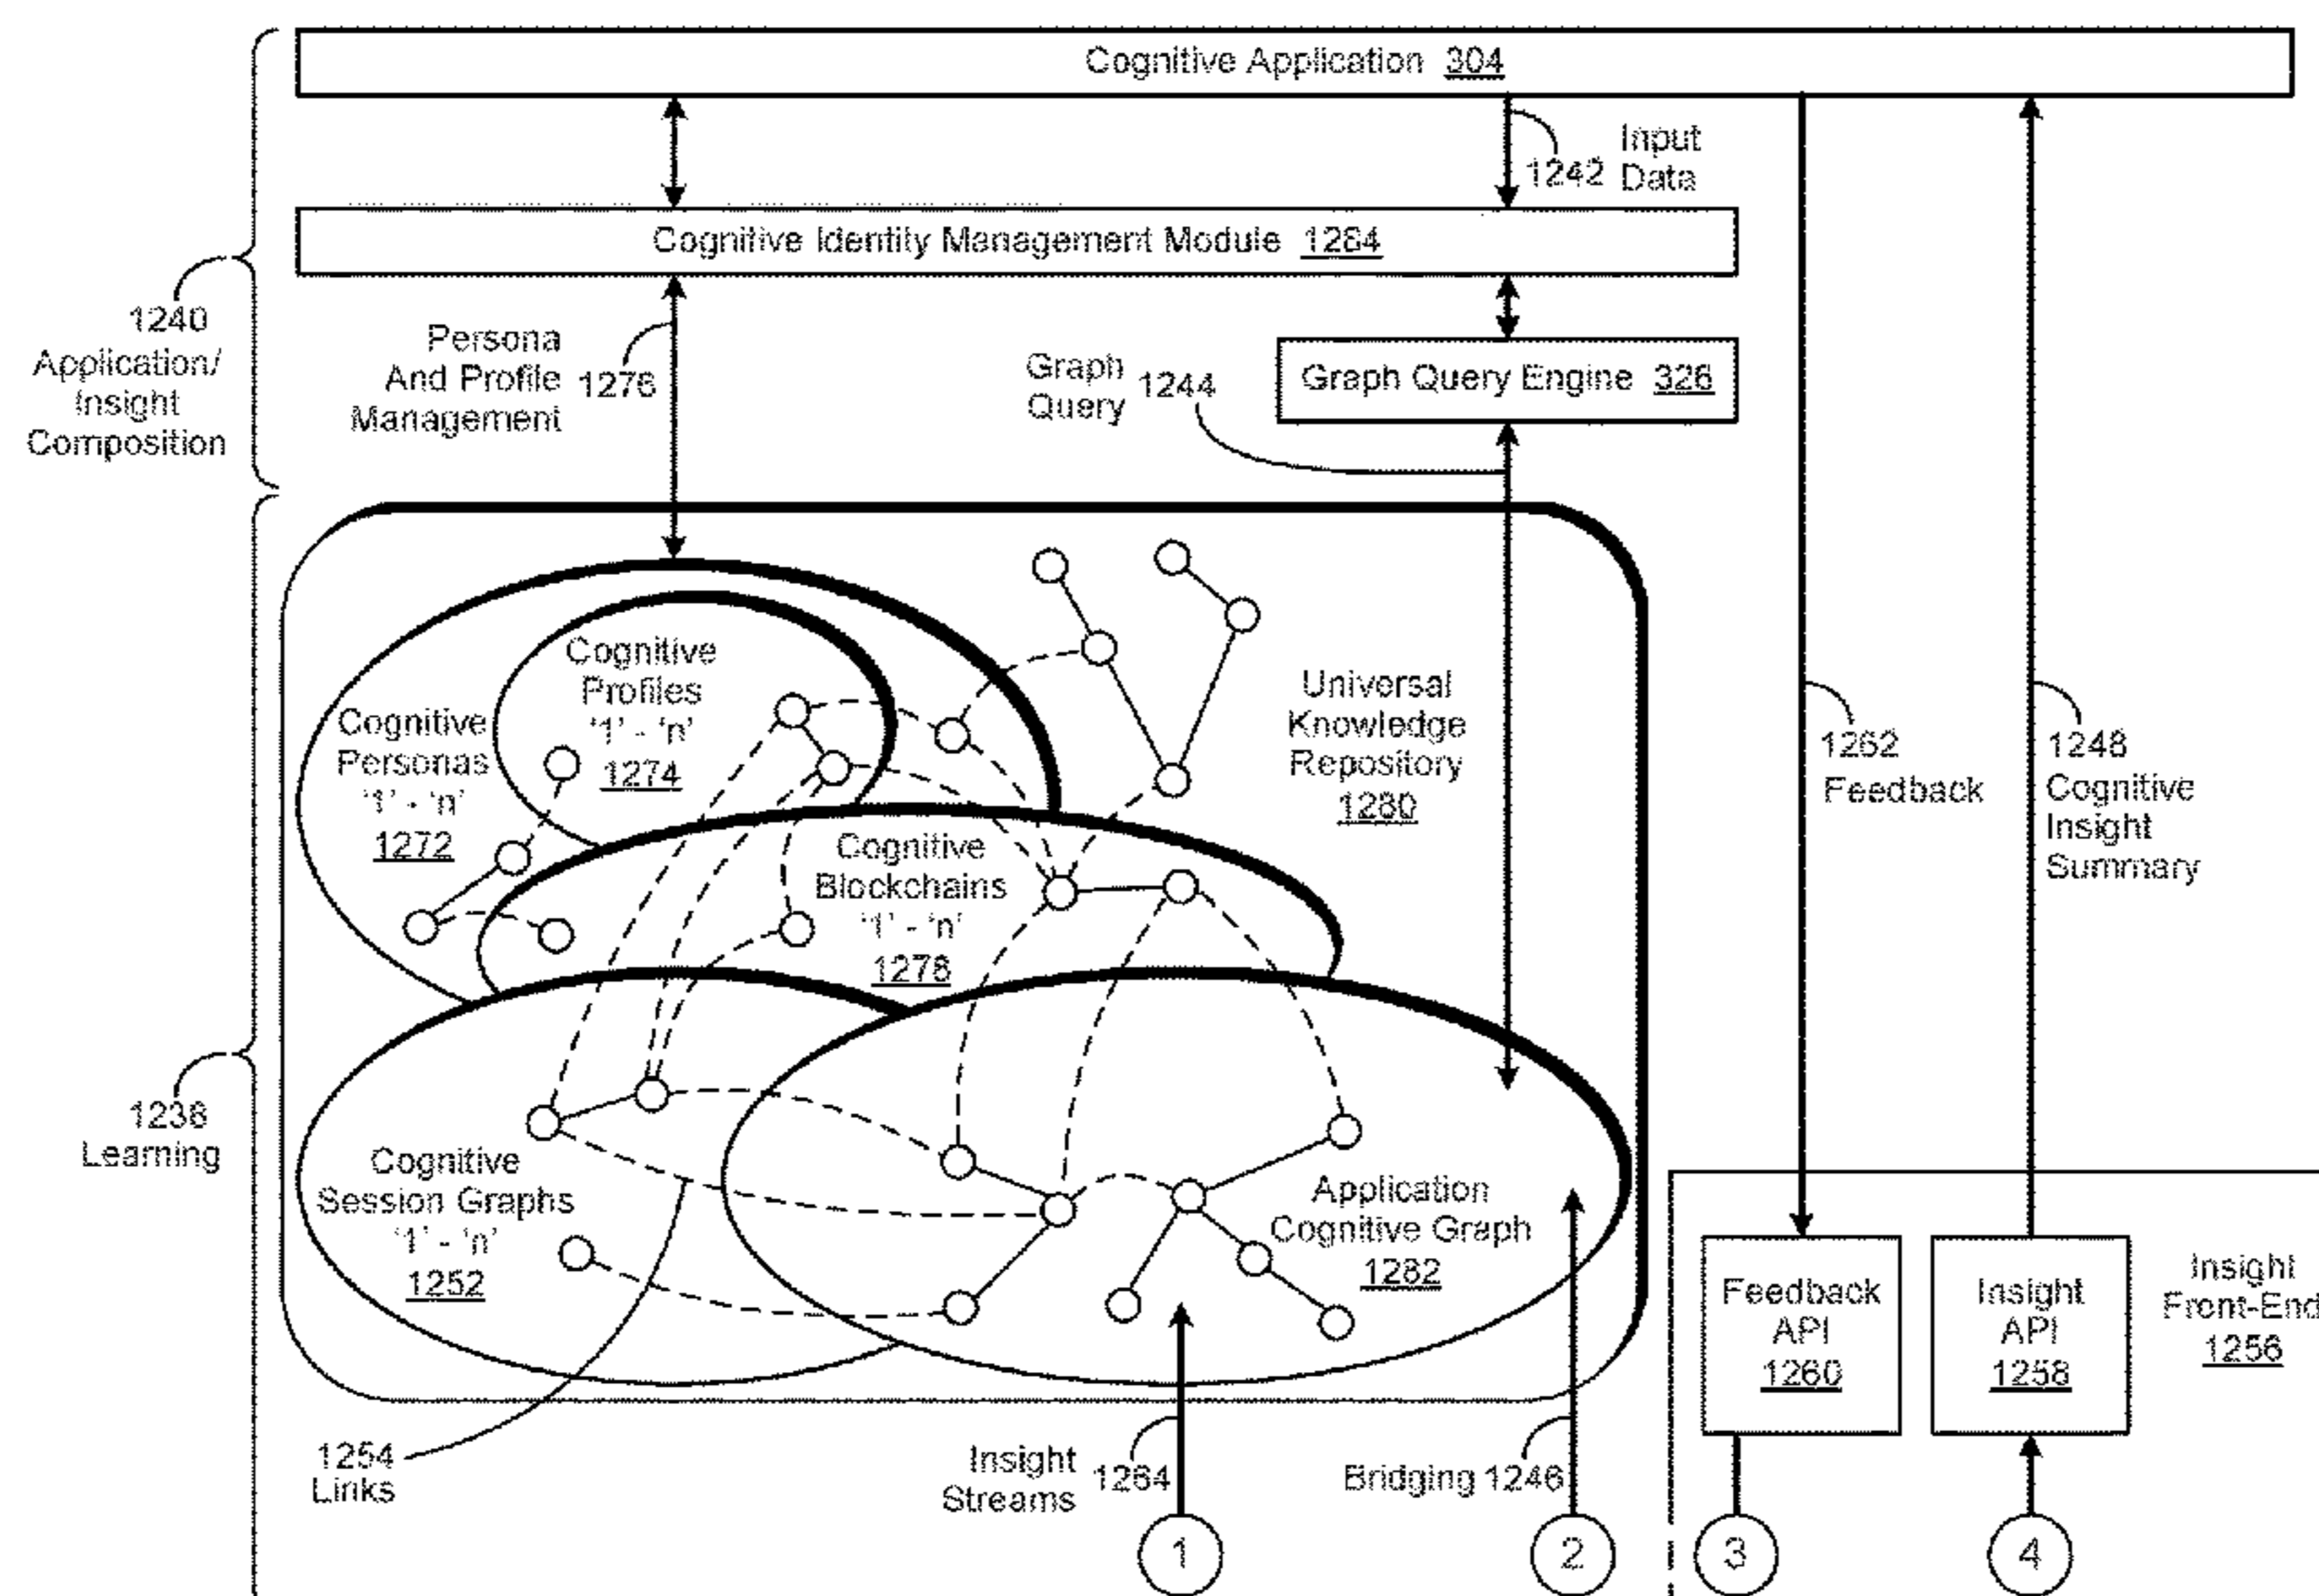 Cognitive Application 304
Input
Data
1242
Cognitive Identity Management Module 1284
1240
Application/
Insight
Composition
Persona
And Profile
Management
1276
Graph
Query
1244
Graph Query Engine 326
Cognitive
Profiles
'1' - 'n'
1274
Cognitive
Personas
'1' - 'n'
1272
Universal
Knowledge
Repository
1280
1262
Feedback
1248
Cognitive
Insight
Summary
Cognitive
Blockchains
'1' - 'n'
1278
1238
Learning
Cognitive
Session Graphs
'1' - 'n'
1252
Application
Cognitive Graph
1282
Feedback
API
1260
Insight
API
1258
Insight
Front-End
1256
1254
Links
Insight
Streams
1264
Bridging 1246
1
2
3
4